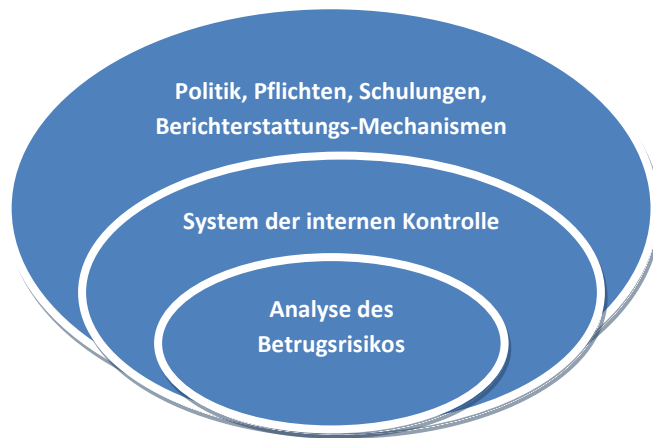 Politik, Pflichten, Schulungen,
Berichterstattungs-Mechanismen
System der internen Kontrolle
Analyse des
Betrugsrisikos